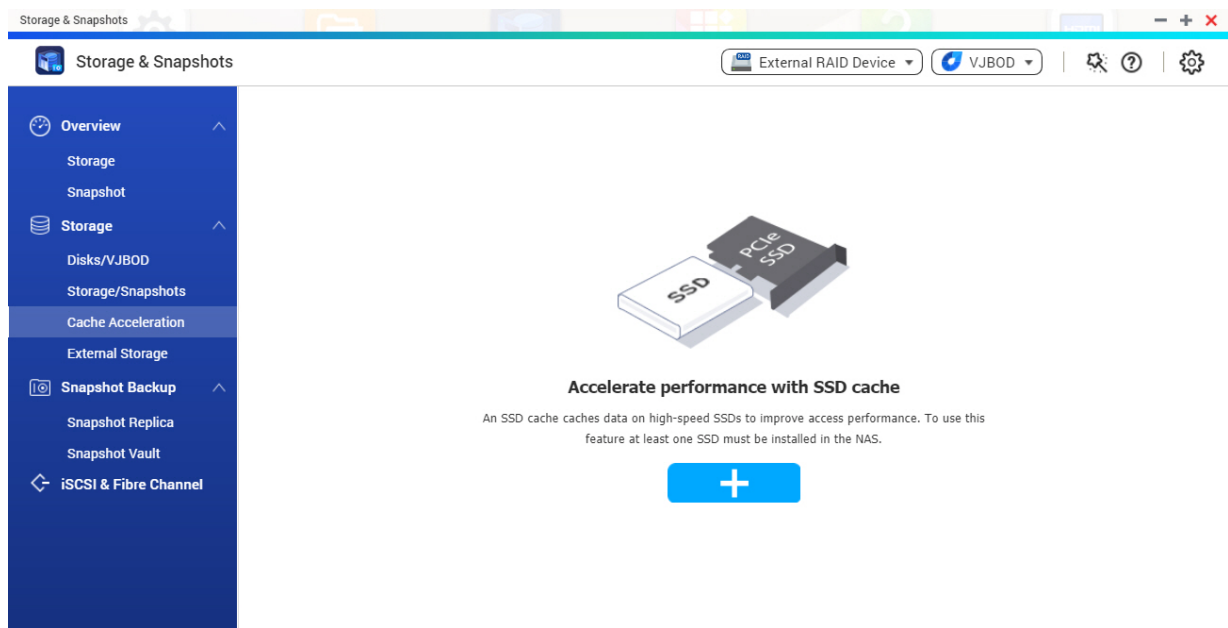 Storage & Snapshots
Storage & Snapshots
RAID
External RAID Device
VJBOD
Overview
Storage
Snapshot
Storage
Disks/VJBOD
Storage/Snapshots
Cache Acceleration
External Storage
Snapshot Backup
Snapshot Replica
Snapshot Vault
iSCSI & Fibre Channel
PCIe
SSD
SSD
Accelerate performance with SSD cache
An SSD cache caches data on high-speed SSDs to improve access performance. To use this
feature at least one SSD must be installed in the NAS.